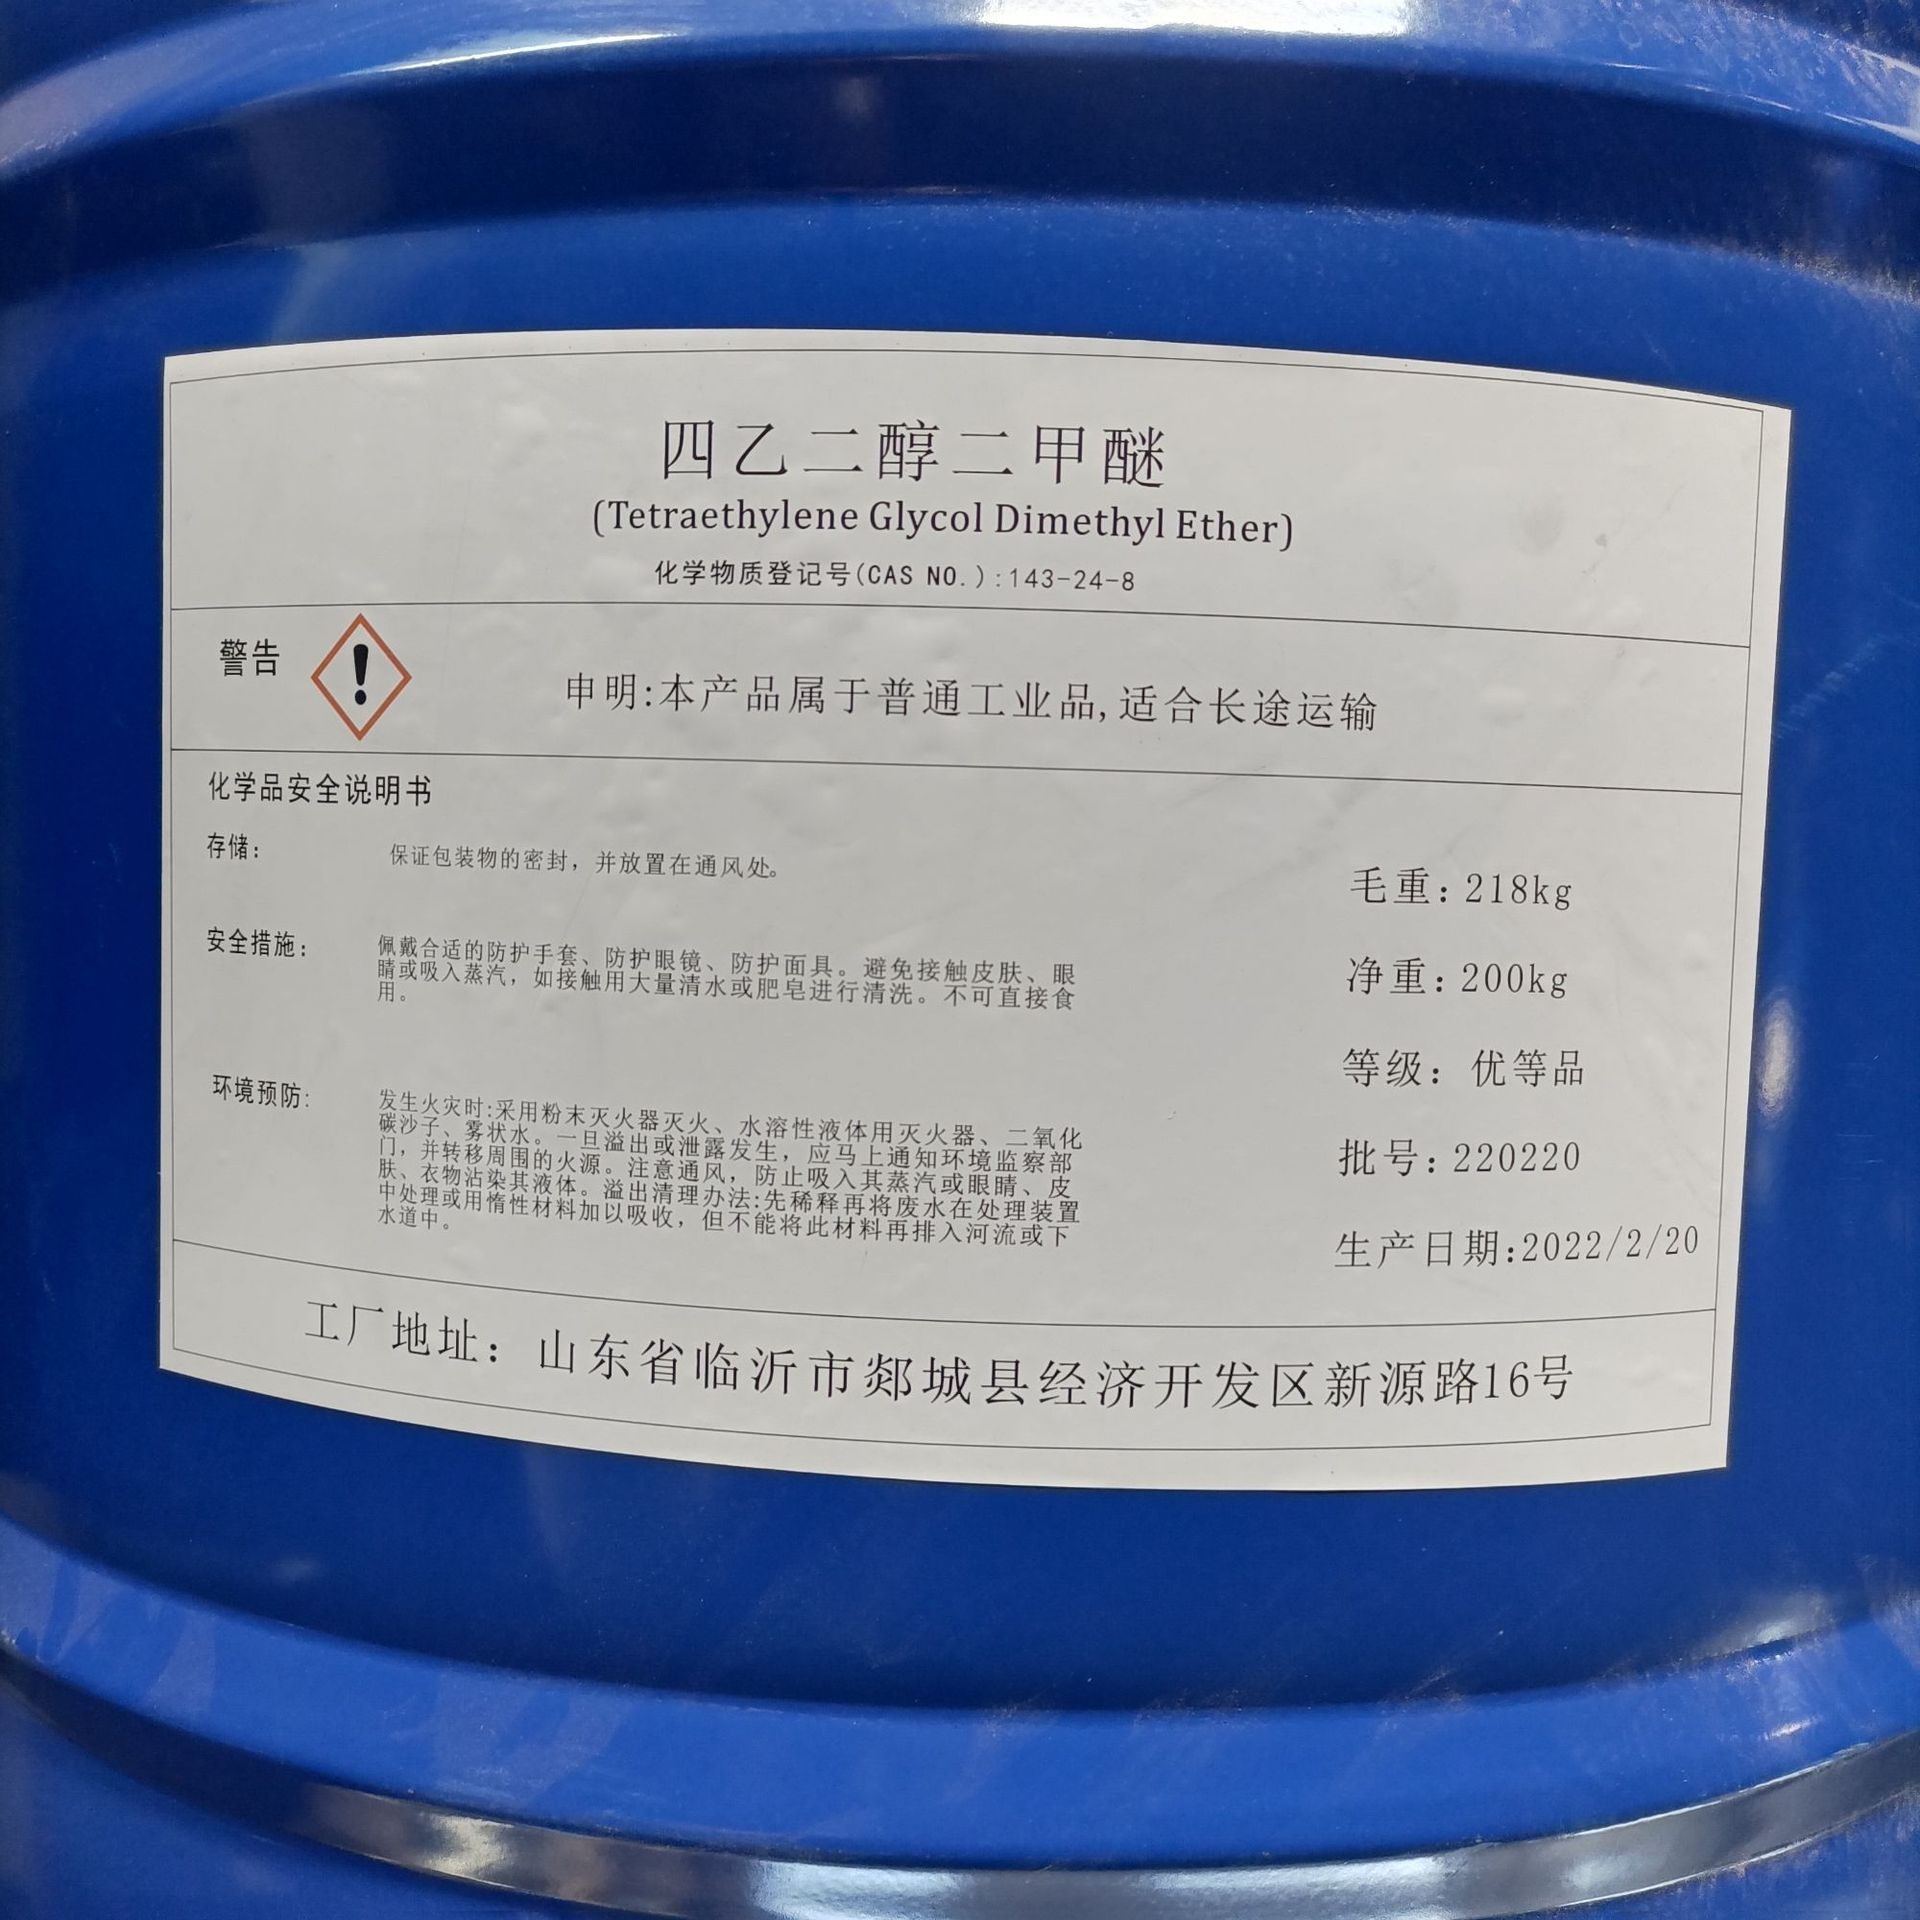 四乙二醇二甲醚
(Tetraethylene Glycol Dimethyl Ether)
化学物质登记号(CAS NO.):143-24-8
警告
申明:本产品属于普通工业品,适合长途运输
化学品安全说明书
存储:
保证包装物的密封，并放置在通风处。
安全措施:
佩戴合适的防护手套、防护眼镜、防护面具。避免接触皮肤、眼
睛或吸入蒸汽，如接触用大量清水或肥皂进行清洗。不可直接食
用。
环境预防:
发生火灾时:采用粉末灭火器灭火、水溶性液体用灭火器、二氧化
碳沙子、雾状水。一旦溢出或泄露发生，应马上通知环境监察部
门，并转移周围的火源。注意通风，防止吸入其蒸汽或眼睛、皮
肤、衣物沾染其液体。溢出清理办法:先稀释再将废水在处理装置
中处理或用惰性材料加以吸收，但不能将此材料再排入河流或下
水道中。
毛重: 218kg
净重: 200kg
等级: 优等品
批号: 220220
生产日期:2022/2/20
工厂地址: 山东省临沂市郯城县经济开发区新源路16号